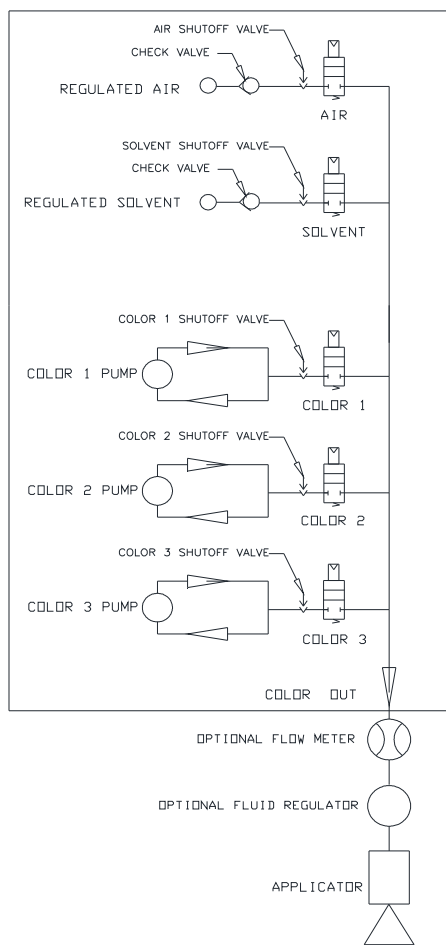 AIR SHUTOFF VALVE
CHECK VALVE
REGULATED AIR
AIR
SOLVENT SHUTOFF VALVE
CHECK VALVE
REGULATED SOLVENT
SOLVENT
COLOR 1 SHUTOFF VALVE
COLOR 1 PUMP
COLOR 1
COLOR 2 SHUTOFF VALVE
COLOR 2 PUMP
COLOR 2
COLOR 3 SHUTOFF VALVE
COLOR 3 PUMP
COLOR 3
COLOR OUT
OPTIONAL FLOW METER
OPTIONAL FLUID REGULATOR
APPLICATOR